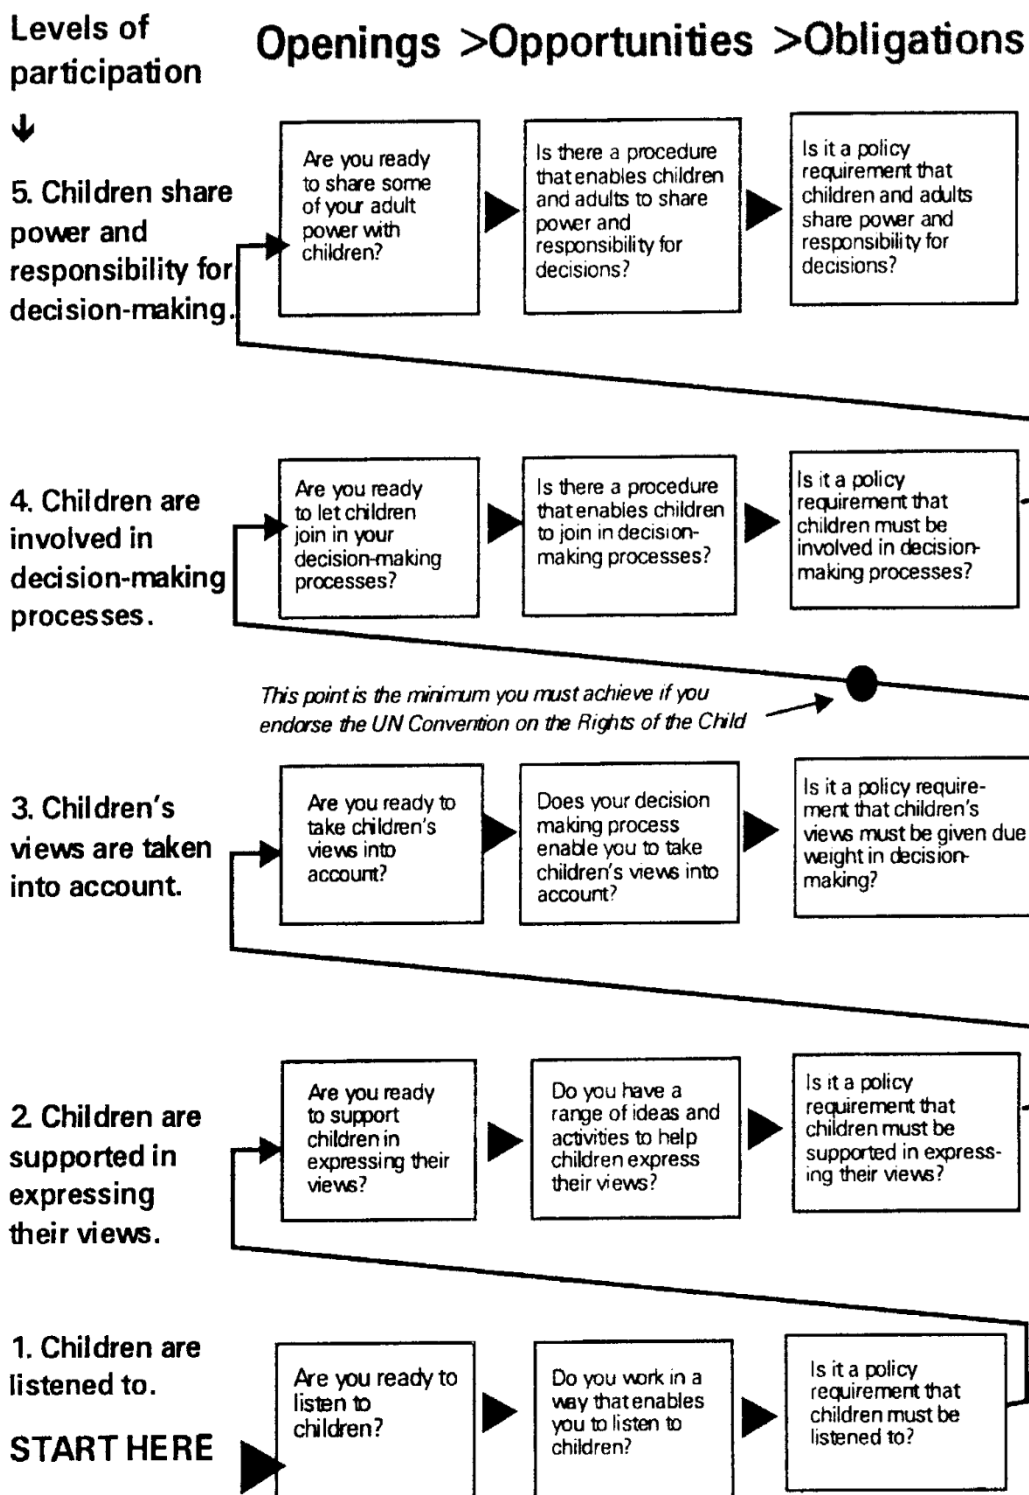 Levels of
participation
Openings >Opportunities >Obligations
5. Children share
power and
responsibility for
decision-making.
Are you ready
to share some
of your adult
power with
children?
Is there a procedure
that enables children
and adults to share
power and
responsibility for
decisions?
Is it a policy
requirement that
children and adults
share power and
responsibility for
decisions?
4. Children are
involved in
decision-making
processes.
Are you ready
to let children
join in your
decision-making
processes?
Is there a procedure
that enables children
to join in decision-
making processes?
Is it a policy
requirement that
children must be
involved in decision-
making processes?
This point is the minimum you must achieve if you
endorse the UN Convention on the Rights of the Child
3. Children's
views are taken
into account.
Are you ready to
take children's
views into
account?
Does your decision
making process
enable you to take
children's views into
account?
Is it a policy require-
ment that children's
views must be given due
weight in decision-
making?
2. Children are
supported in
expressing
their views.
Are you ready
to support
children in
expressing their
views?
Do you have a
range of ideas and
activities to help
children express
their views?
Is it a policy
requirement that
children must be
supported in express-
ing their views?
1. Children are
listened to.
START HERE
Are you ready to
listen to
children?
Do you work in a
way that enables
you to listen to
children?
Is it a policy
requirement that
children must be
listened to?